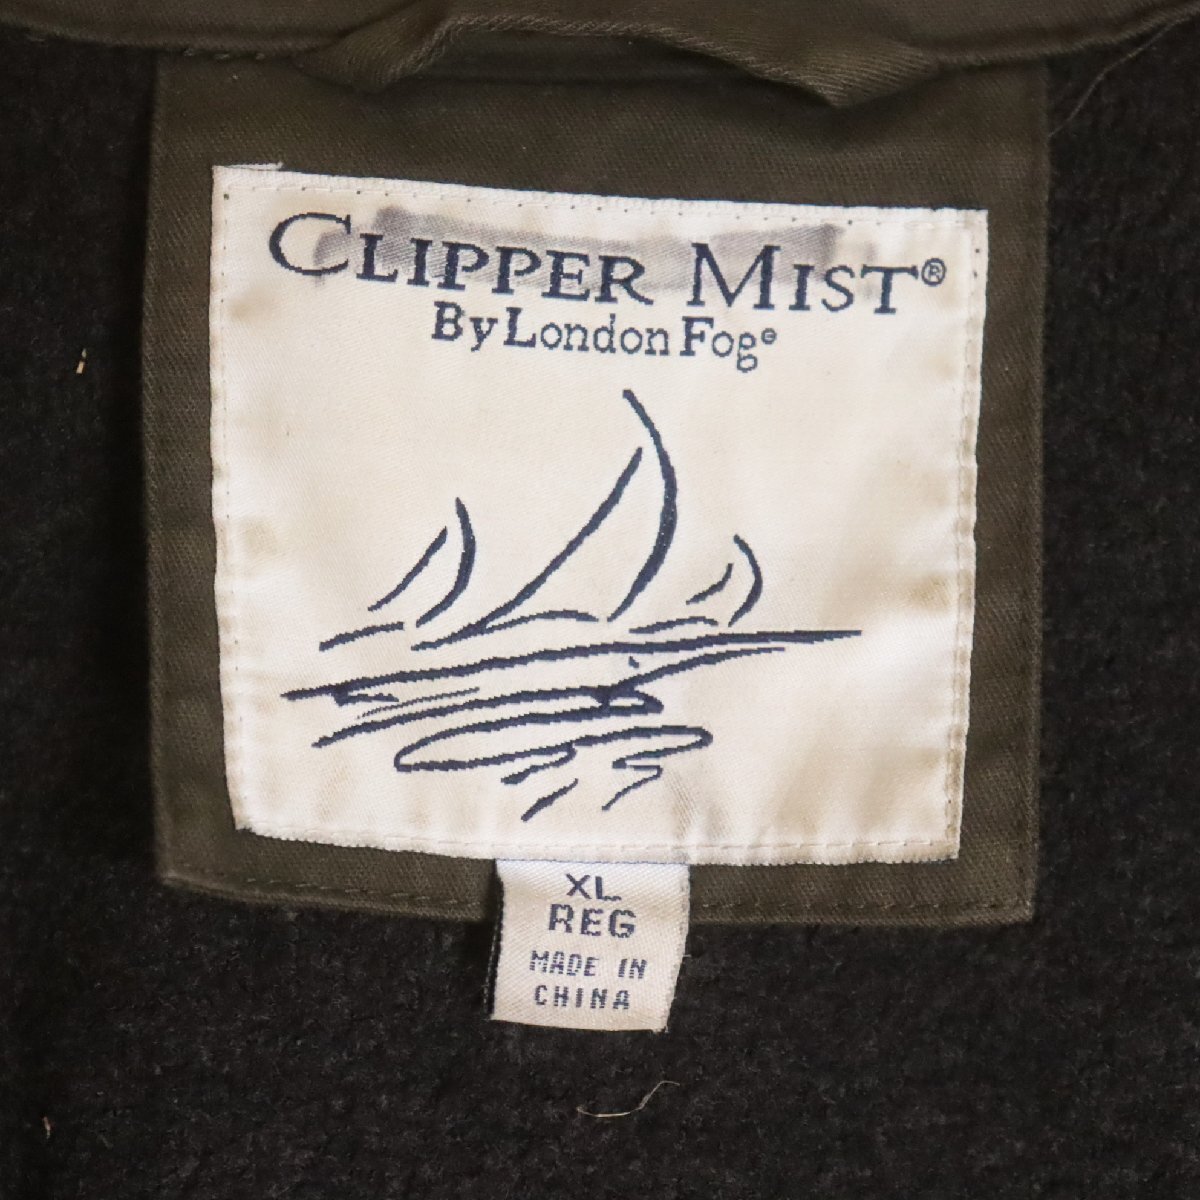 CLIPPER MIST®
By London Fog®
XL
REG
MADE IN
CHINA